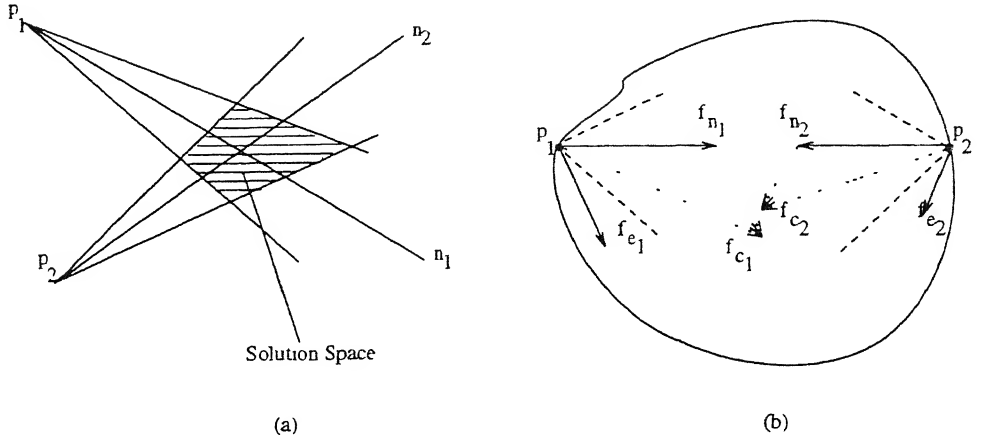 p1
n2
p2
n1
Solution Space
(a)
p1
fn1
fn2
p2
fe1
fc2
fc1
fe2
(b)